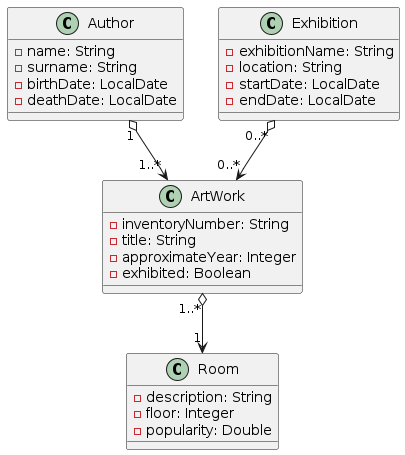 C Author
name: String
surname: String
birthDate: LocalDate
deathDate: LocalDate
C Exhibition
exhibitionName: String
location: String
startDate: LocalDate
endDate: LocalDate
1
1..*
0..*
0..*
C ArtWork
inventoryNumber: String
title: String
approximateYear: Integer
exhibited: Boolean
1..*
1
C Room
description: String
floor: Integer
popularity: Double